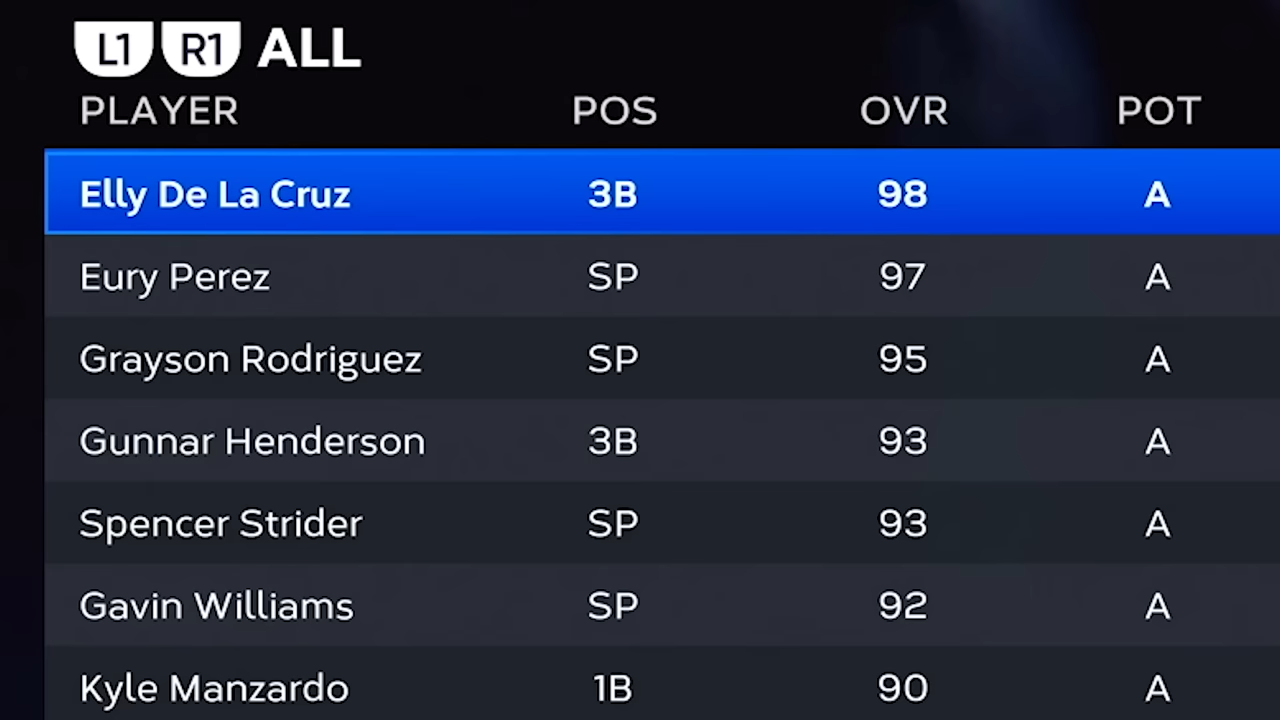 L1 R1 ALL
PLAYER POS OVR POT
Elly De La Cruz 3B 98 A
Eury Perez SP 97 A
Grayson Rodriguez SP 95 A
Gunnar Henderson 3B 93 A
Spencer Strider SP 93 A
Gavin Williams SP 92 A
Kyle Manzardo 1B 90 A